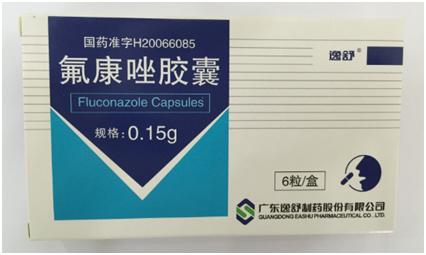 国药准字H20066085
氟康唑胶囊
Fluconazole Capsules
规格:0.15g
逸舒®
6粒/盒
广东逸舒制药股份有限公司
GUANGDONG EASHU PHARMACEUTICAL CO., LTD.